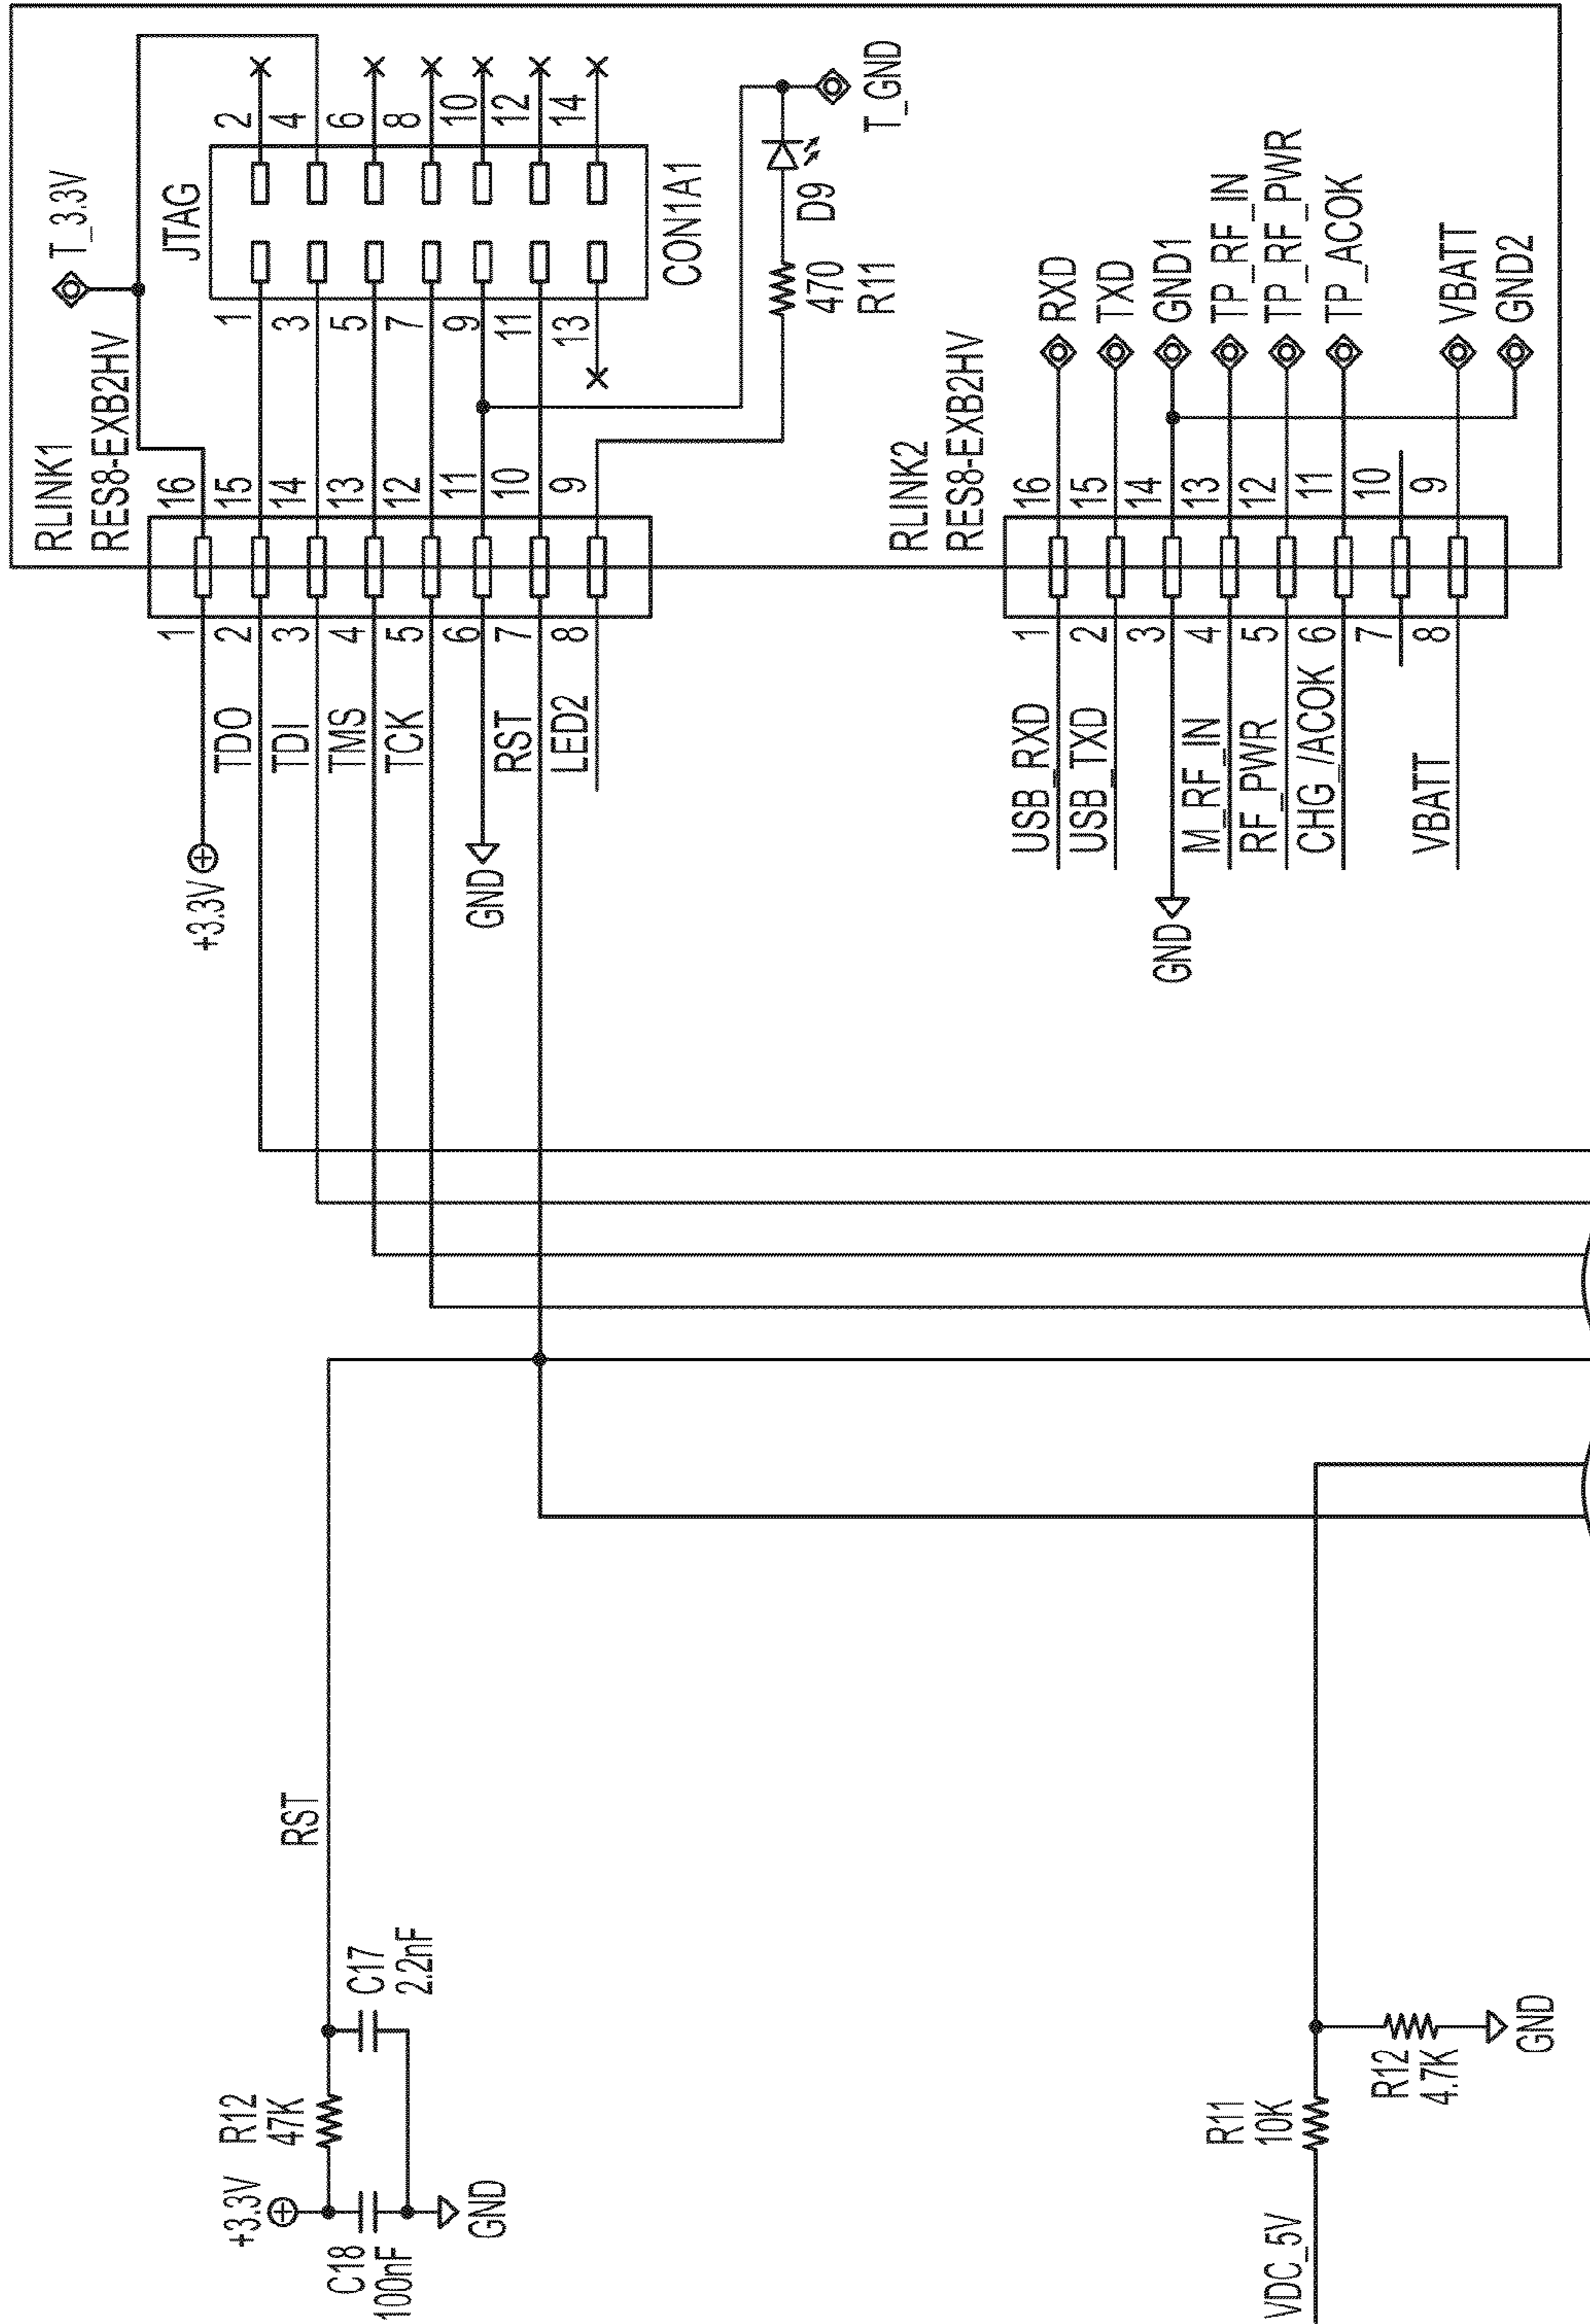 T_3.3V
RLINK1
RES8-EXB2HV
JTAG
CON1A1
2
4
6
8
10
12
14
1
3
5
7
9
11
13
16
15
14
13
12
11
10
9
1
2
3
4
5
6
7
8
+3.3V
TDO
TDI
TMS
TCK
GND
RST
LED2
D9
470
R11
T_GND
RLINK2
RES8-EXB2HV
RXD
TXD
GND1
TP_RF_IN
TP_RF_PWR
TP_ACOK
VBATT
GND2
16
15
14
13
12
11
10
9
1
2
3
4
5
6
7
8
USB_RXD
USB_TXD
GND
M_RF_IN
RF_PWR
CHG_/ACOK
VBATT
RST
+3.3V
R12
47K
C17
2.2nF
C18
100nF
GND
VDC_5V
R11
10K
R12
4.7K
GND